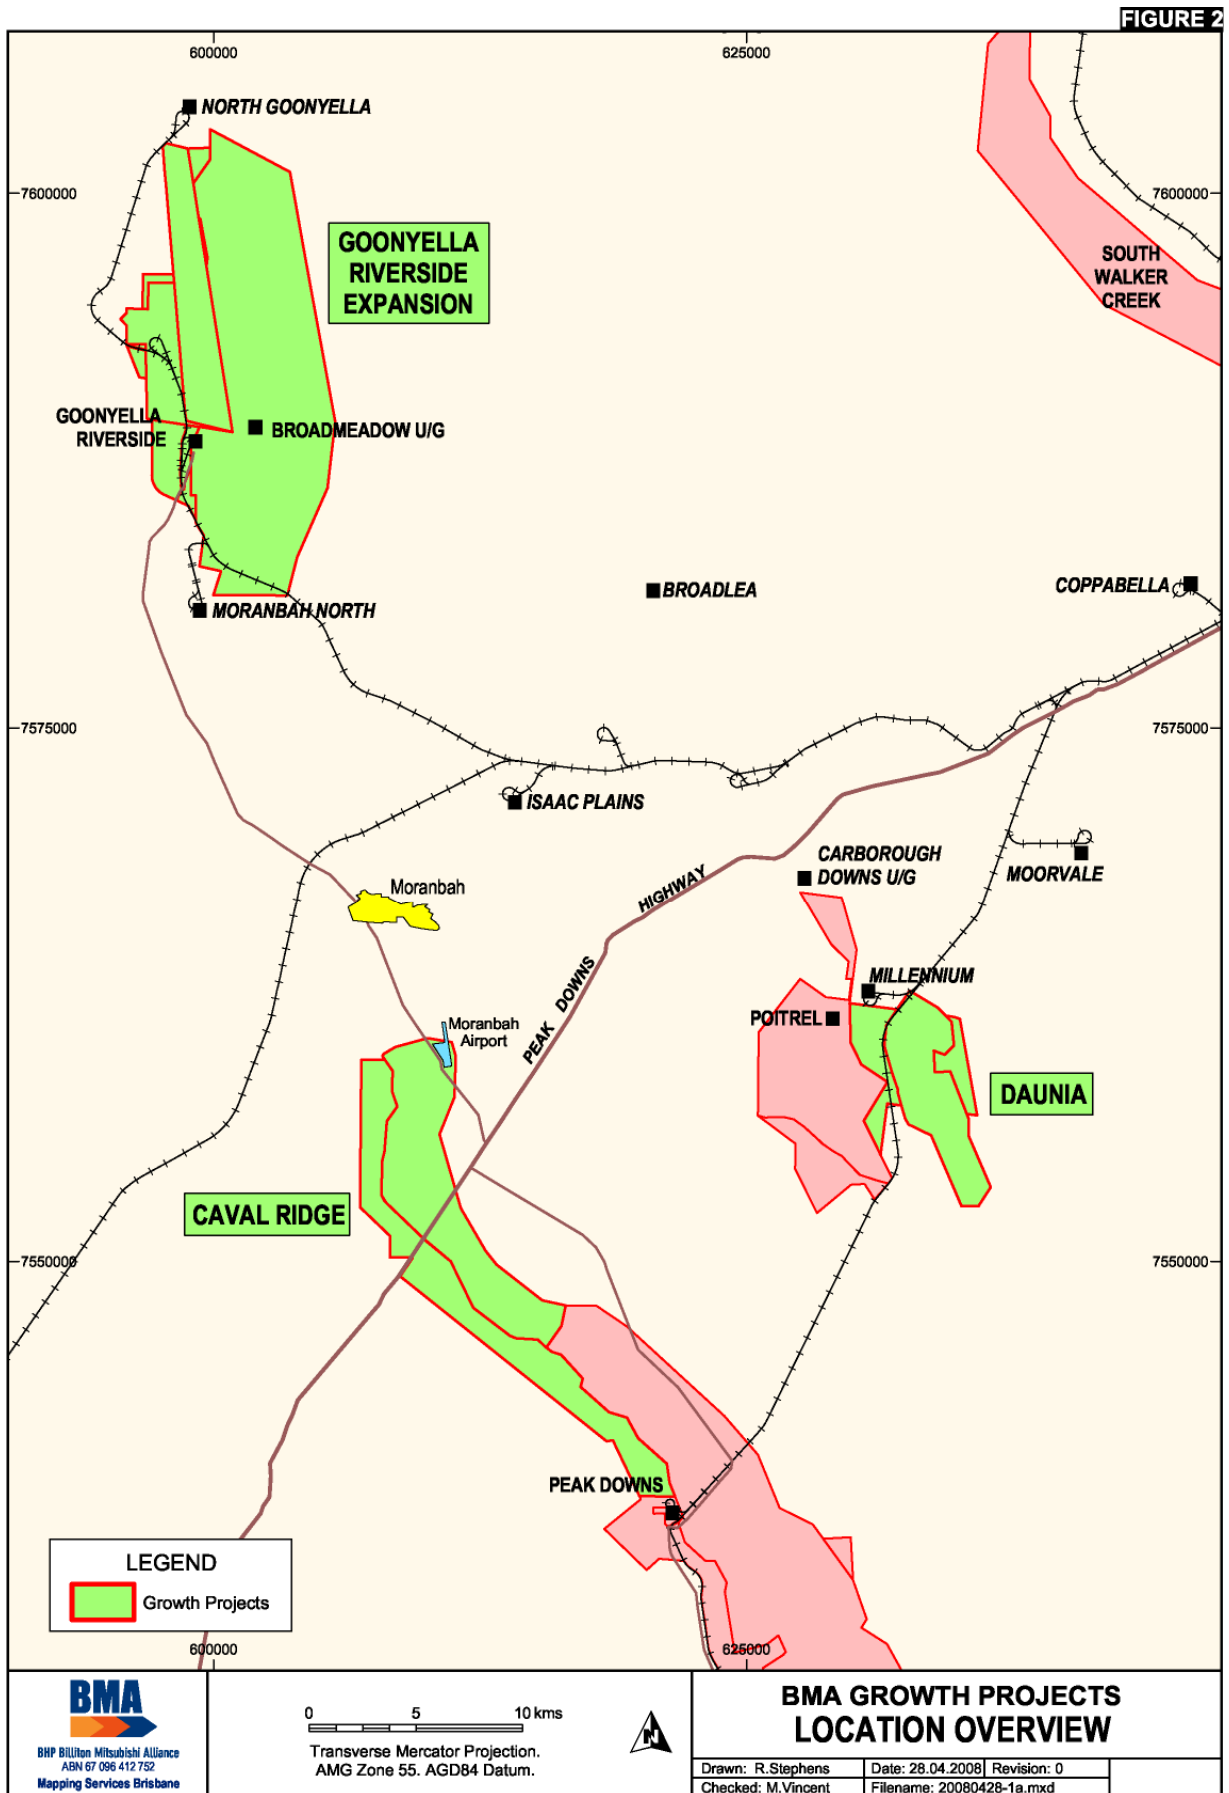 FIGURE 2
600000
625000
NORTH GOONYELLA
7600000
7600000
GOONYELLA
RIVERSIDE
EXPANSION
SOUTH
WALKER
CREEK
GOONYELLA
RIVERSIDE
BROADMEADOW U/G
BROADLEA
COPPABELLA
MORANBAH NORTH
7575000
7575000
ISAAC PLAINS
CARBOROUGH
DOWNS U/G
MOORVALE
Moranbah
HIGHWAY
PEAK DOWNS
MILLENNIUM
POITREL
Moranbah
Airport
DAUNIA
CAVAL RIDGE
7550000
7550000
PEAK DOWNS
LEGEND
Growth Projects
600000
625000
BMA
BHP Billiton Mitsubishi Alliance
ABN 67 096 412 752
Mapping Services Brisbane
0 5 10 kms
Transverse Mercator Projection.
AMG Zone 55. AGD84 Datum.
N
BMA GROWTH PROJECTS
LOCATION OVERVIEW
Drawn: R.Stephens Date: 28.04.2008 Revision: 0
Checked: M.Vincent Filename: 20080428-1a.mxd